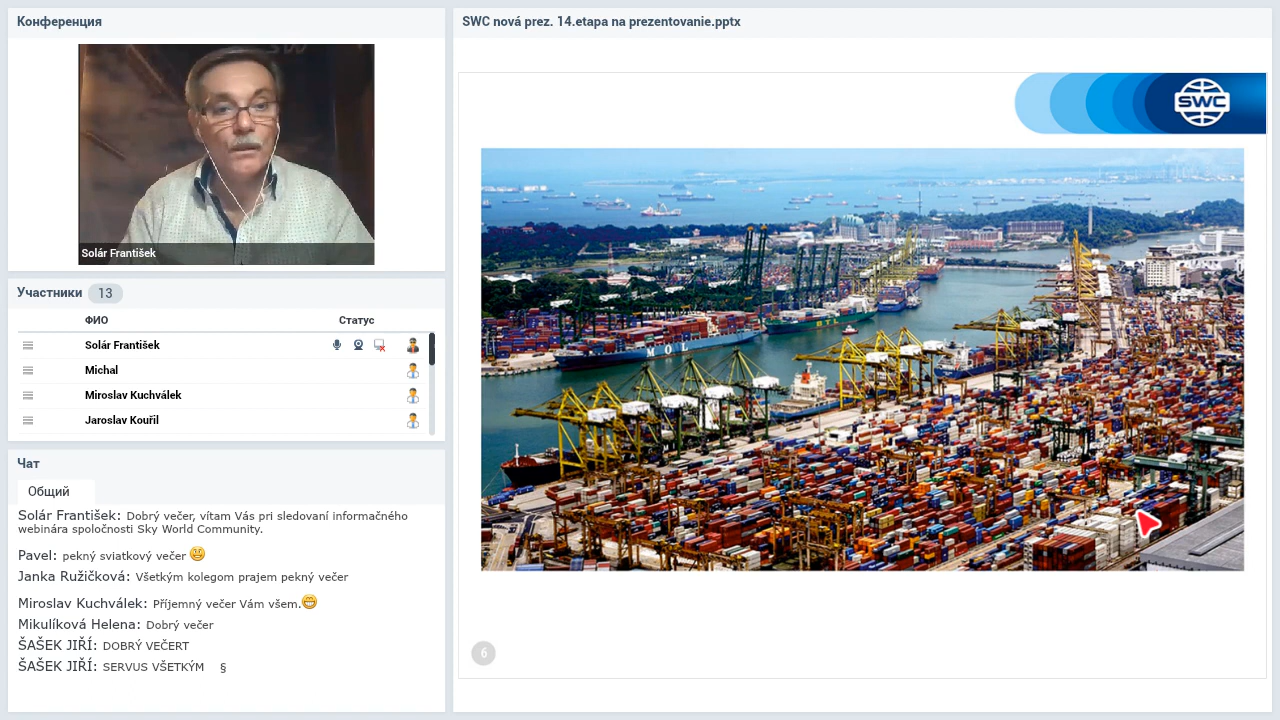 Конференция
Solár František
Участники 13
ФИО Статус
Solár František
Michal
Miroslav Kuchválek
Jaroslav Kouřil
Чат
Общий
Solár František: Dobrý večer, vítam Vás pri sledovaní informačného
webinára spoločnosti Sky World Community.
Pavel: pekný sviatkový večer
Janka Ružičková: Všetkým kolegom prajem pekný večer
Miroslav Kuchválek: Příjemný večer Vám všem.
Mikulíková Helena: Dobrý večer
ŠAŠEK JIŘÍ: DOBRÝ VEČERT
ŠAŠEK JIŘÍ: SERVUS VŠETKÝM §
SWC nová prez. 14.etapa na prezentovanie.pptx
SWC
MOL
6